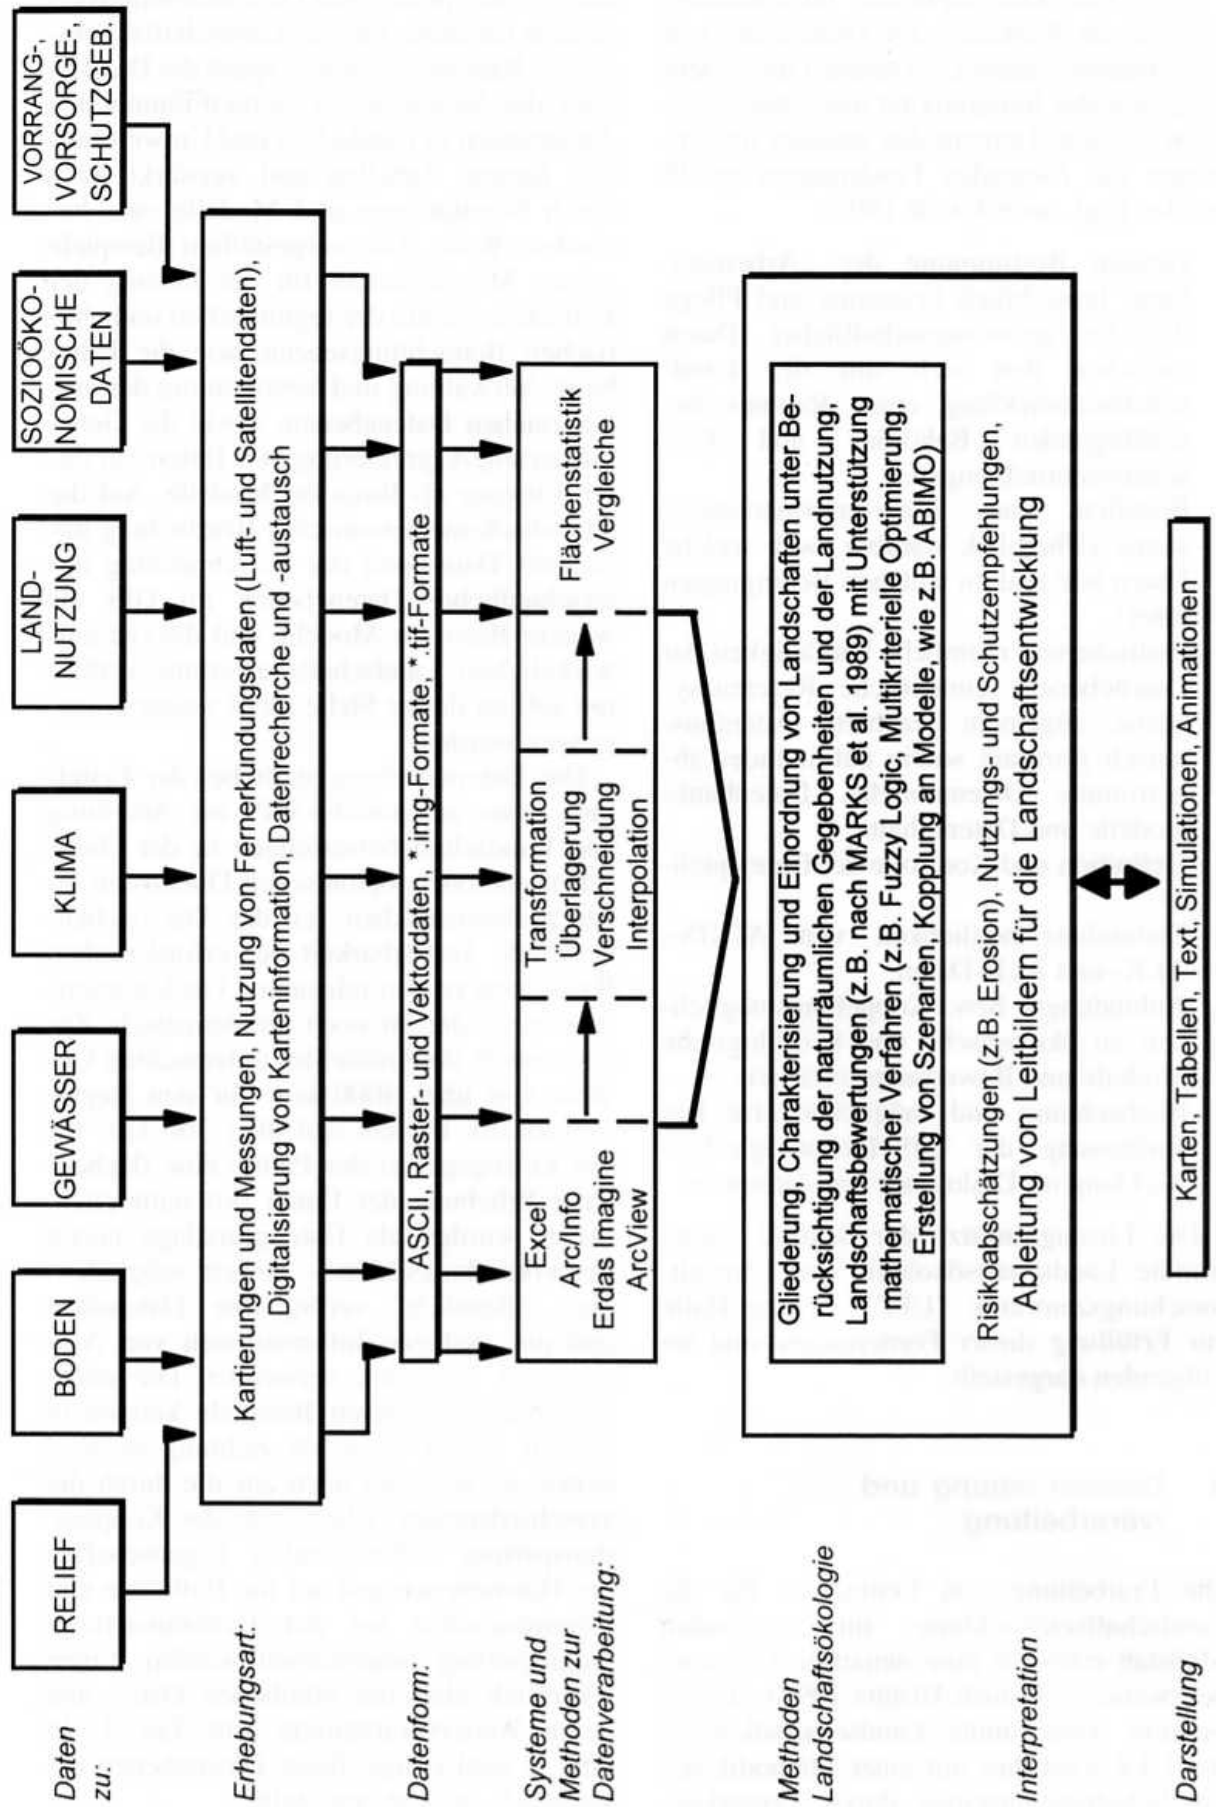 Daten
zu:
RELIEF
BODEN
GEWÄSSER
KIMA
LAND-
NUTZING
SOZIOÖKO-
NOMISCHE
DATEN
VORRANG-,
VORSORGE-,
SCHUTZGEB.
Erhebungsart:
Kartierungen und Messungen, Nutzung von Fernerkundungsdaten (Luft- und Satellitendaten),
Digitalisierung von Karteninformation, Datenrecherche und -austausch
Datenform:
ASCII, Raster- und Vektordaten, *.img-Formate, *.tif-Formate
Systeme und
Methoden zur
Datenverarbeitung:
Excel
Arc/Info
Erdas Imagine
ArcView
Transformation
Überlagerung
Verschneidung
Interpolation
Flächenstatistik
Vergleiche
Methoden
Landschaftsökologie
Gliederung, Charakterisierung und Einordnung von Landschaften unter Be-
rücksichtigung der naturräumlichen Gegebenheiten und der Landnutzung,
Landschaftsbewertungen (z.B. nach MARKS et al. 1989) mit Unterstützung
mathematischer Verfahren (z.B. Fuzzy Logic, Multikriterielle Optimierung,
Erstellung von Szenarien, Kopplung an Modelle, wie z.B. ABIMO)
Interpretation
Risikoabschätzungen (z.B. Erosion), Nutzungs- und Schutzempfehlungen,
Ableitung von Leitbildern für die Landschaftsentwicklung
Darstellung
Karten, Tabellen, Text, Simulationen, Animationen